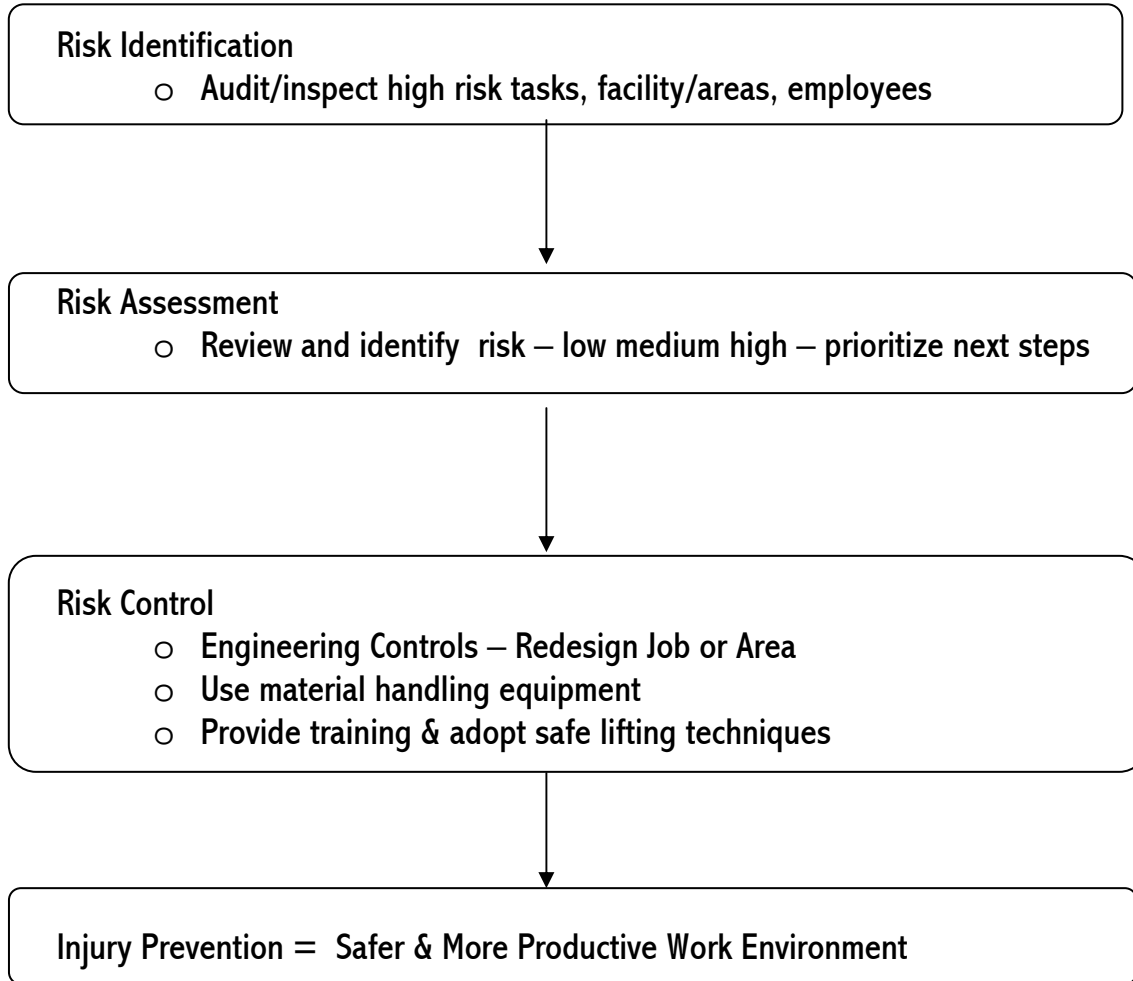 Risk Identification
o Audit/inspect high risk tasks, facility/areas, employees
Risk Assessment
o Review and identify  risk – low medium high – prioritize next steps
Risk Control
o Engineering Controls – Redesign Job or Area
o Use material handling equipment
o Provide training & adopt safe lifting techniques
Injury Prevention =  Safer & More Productive Work Environment